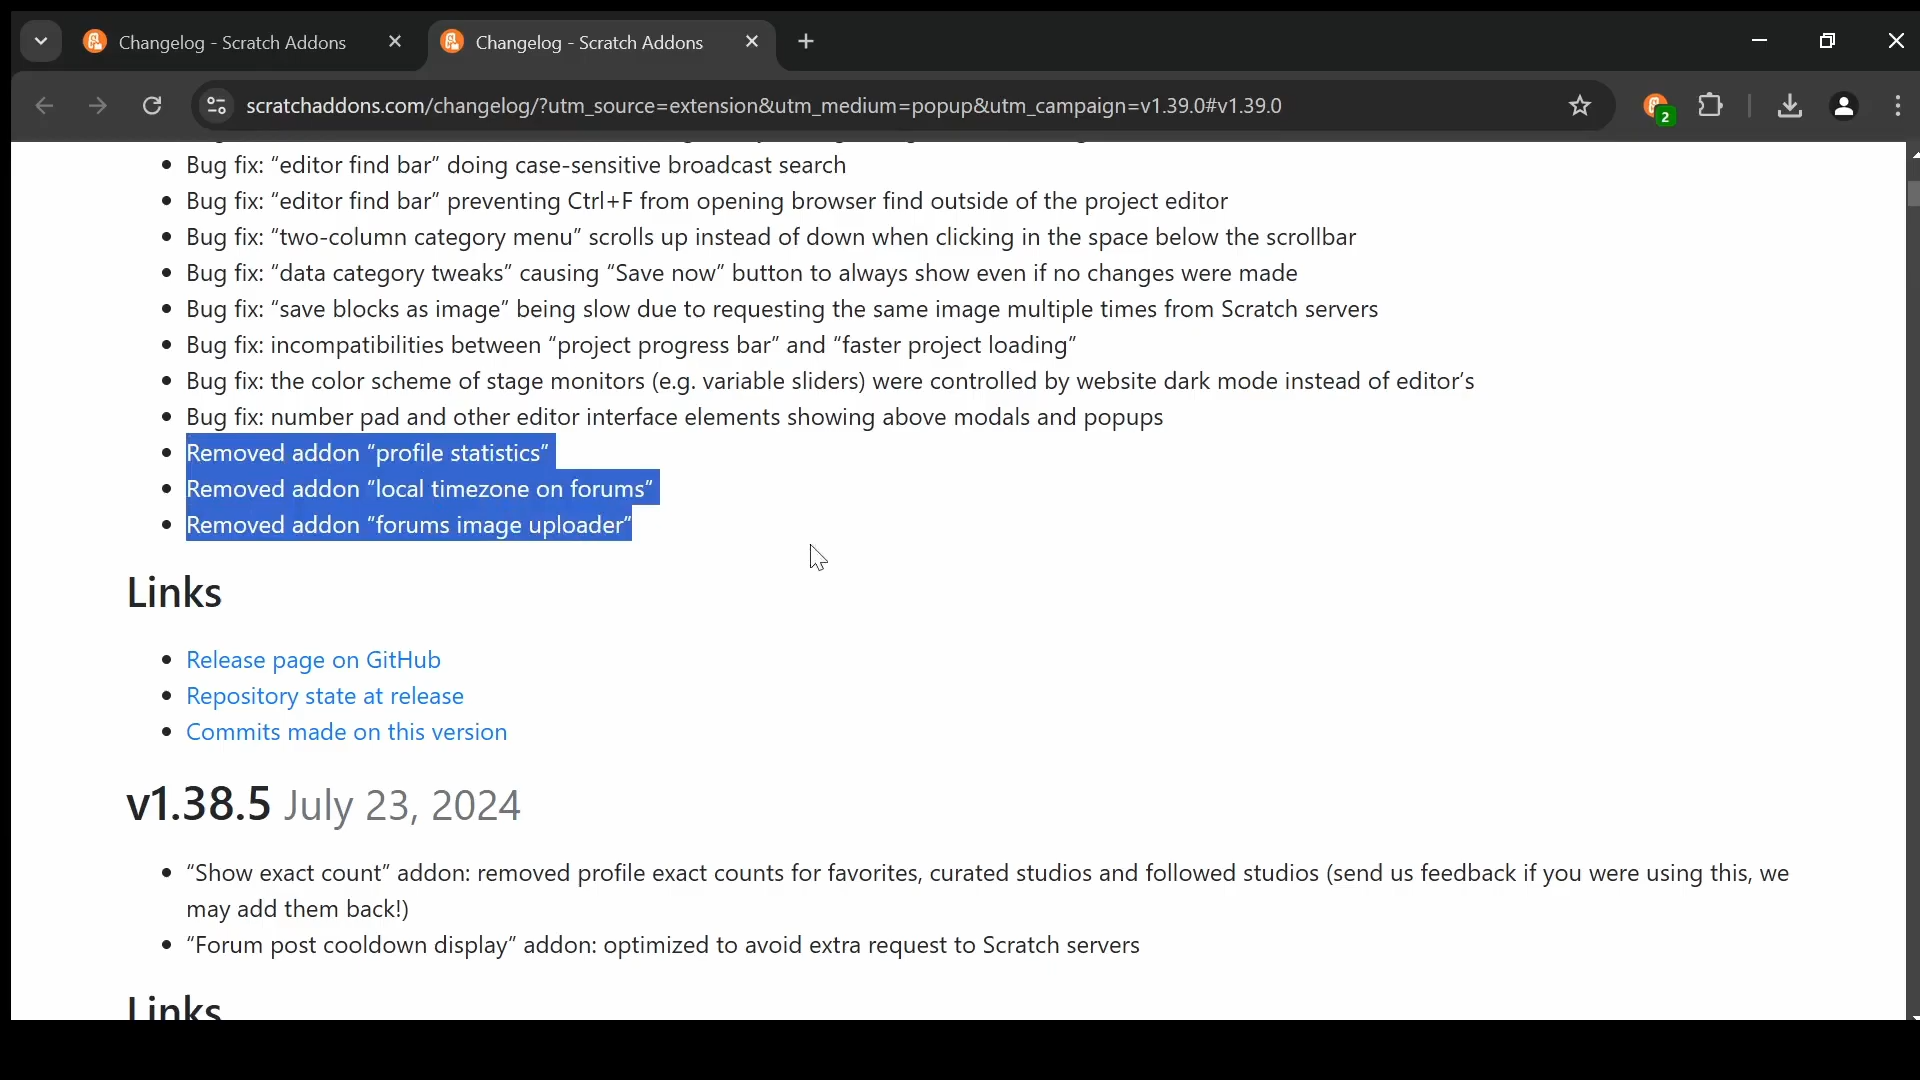 Changelog - Scratch Addons
Changelog - Scratch Addons
scratchaddons.com/changelog/?utm_source=extension&utm_medium=popup&utm_campaign=v1.39.0#v1.39.0
2
Bug fix: “editor find bar” doing case-sensitive broadcast search
Bug fix: “editor find bar” preventing Ctrl+F from opening browser find outside of the project editor
Bug fix: “two-column category menu” scrolls up instead of down when clicking in the space below the scrollbar
Bug fix: “data category tweaks” causing “Save now” button to always show even if no changes were made
Bug fix: “save blocks as image” being slow due to requesting the same image multiple times from Scratch servers
Bug fix: incompatibilities between “project progress bar” and “faster project loading”
Bug fix: the color scheme of stage monitors (e.g. variable sliders) were controlled by website dark mode instead of editor’s
Bug fix: number pad and other editor interface elements showing above modals and popups
Removed addon “profile statistics”
Removed addon “local timezone on forums”
Removed addon “forums image uploader”
Links
Release page on GitHub
Repository state at release
Commits made on this version
v1.38.5 July 23, 2024
“Show exact count” addon: removed profile exact counts for favorites, curated studios and followed studios (send us feedback if you were using this, we
may add them back!)
“Forum post cooldown display” addon: optimized to avoid extra request to Scratch servers
Links